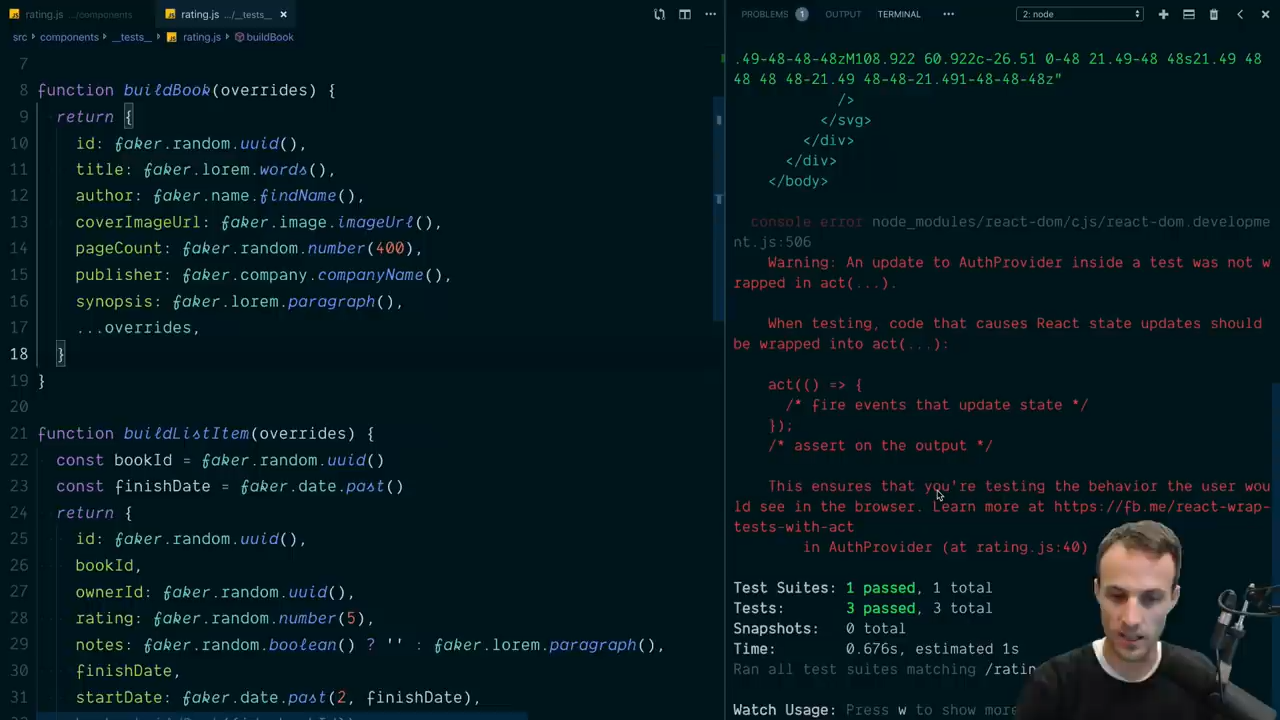 rating.js .../components
rating.js .../__tests__
src > components > __tests__ > rating.js > buildBook
7
8 function buildBook(overrides) {
9 return {
10 id: faker.random.uuid(),
11 title: faker.lorem.words(),
12 author: faker.name.findName(),
13 coverImageUrl: faker.image.imageUrl(),
14 pageCount: faker.random.number(400),
15 publisher: faker.company.companyName(),
16 synopsis: faker.lorem.paragraph(),
17 ...overrides,
18 }
19 }
20
21 function buildListItem(overrides) {
22 const bookId = faker.random.uuid()
23 const finishDate = faker.date.past()
24 return {
25 id: faker.random.uuid(),
26 bookId,
27 ownerId: faker.random.uuid(),
28 rating: faker.random.number(5),
29 notes: faker.random.boolean() ? '' : faker.lorem.paragraph(),
30 finishDate,
31 startDate: faker.date.past(2, finishDate),
PROBLEMS 1 OUTPUT TERMINAL ••• 2: node
.49-48-48-48zM108.922 60.922c-26.51 0-48 21.49-48 48s21.49 48
48 48 48-21.49 48-48-21.491-48-48-48z"
/>
</svg>
</div>
</div>
</body>
console error node_modules/react-dom/cjs/react-dom.developme
nt.js:506
Warning: An update to AuthProvider inside a test was not w
rapped in act(...).
When testing, code that causes React state updates should
be wrapped into act(...):
act(() => {
/* fire events that update state */
});
/* assert on the output */
This ensures that you're testing the behavior the user wou
ld see in the browser. Learn more at https://fb.me/react-wrap-
tests-with-act
in AuthProvider (at rating.js:40)
Test Suites: 1 passed, 1 total
Tests: 3 passed, 3 total
Snapshots: 0 total
Time: 0.676s, estimated 1s
Ran all test suites matching /ratin
Watch Usage: Press w to show more